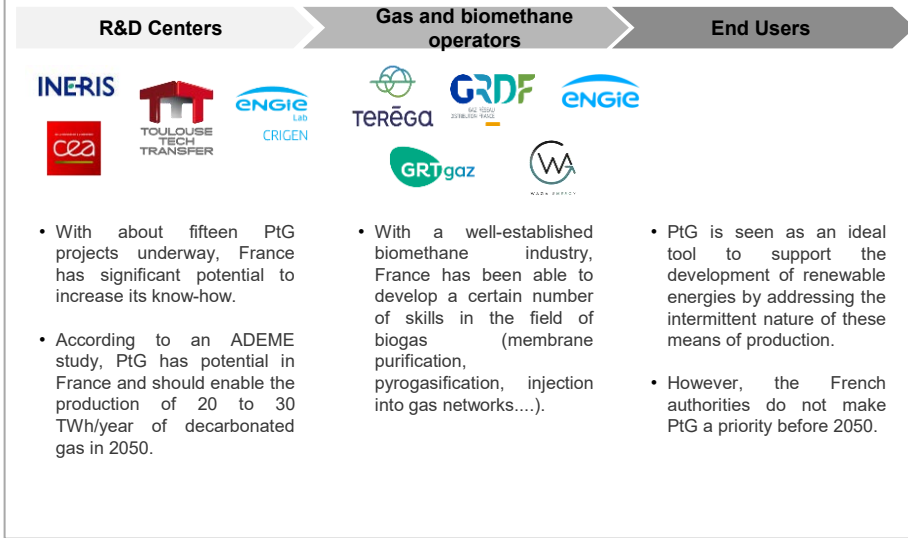 R&D Centers
Gas and biomethane
operators
End Users
INERIS
cea
TOULOUSE
TECH
TRANSFER
ENGIE
Lab
CRIGEN
TERĒGA
GRDF
GAZ RÉSEAU
DISTRIBUTION FRANCE
ENGIE
GRTgaz
WAGA ENERGY
• With about fifteen PtG
projects underway, France
has significant potential to
increase its know-how.
• According to an ADEME
study, PtG has potential in
France and should enable the
production of 20 to 30
TWh/year of decarbonated
gas in 2050.
• With a well-established
biomethane industry,
France has been able to
develop a certain number
of skills in the field of
biogas (membrane
purification,
pyrogasification, injection
into gas networks....).
• PtG is seen as an ideal
tool to support the
development of renewable
energies by addressing the
intermittent nature of these
means of production.
• However, the French
authorities do not make
PtG a priority before 2050.